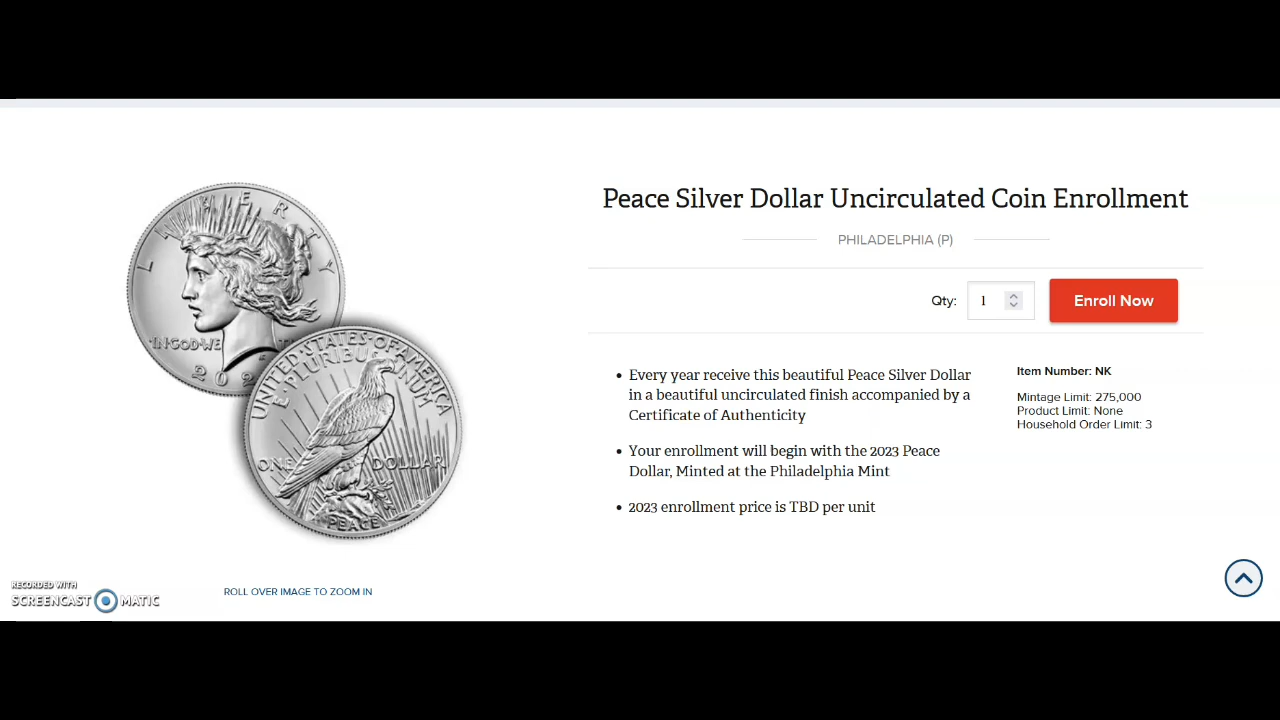 Peace Silver Dollar Uncirculated Coin Enrollment
PHILADELPHIA (P)
Qty: 1
Enroll Now
Every year receive this beautiful Peace Silver Dollar
in a beautiful uncirculated finish accompanied by a
Certificate of Authenticity
Your enrollment will begin with the 2023 Peace
Dollar, Minted at the Philadelphia Mint
2023 enrollment price is TBD per unit
Item Number: NK
Mintage Limit: 275,000
Product Limit: None
Household Order Limit: 3
LIBERTY
IN GOD WE
202
UNITED·STATES·OF·AMERICA
E·PLURIBUS UNUM
ONE DOLLAR
PEACE
ROLL OVER IMAGE TO ZOOM IN
RECORDED WITH
SCREENCAST MATIC